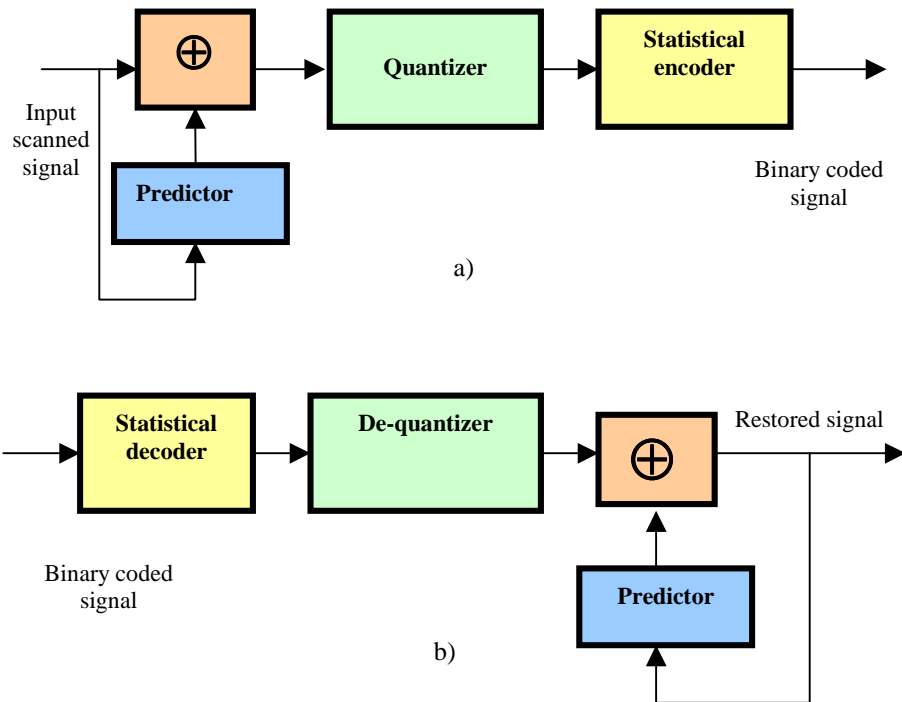 Quantizer
Statistical
encoder
Input
scanned
signal
Predictor
Binary coded
signal
a)
Statistical
decoder
De-quantizer
Restored signal
Binary coded
signal
Predictor
b)